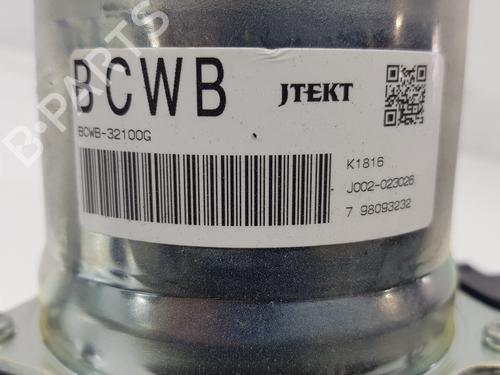 BCWB
JTEKT
BCWB-32100G
K1816
J002-023026
7 98093232
B-PARTS